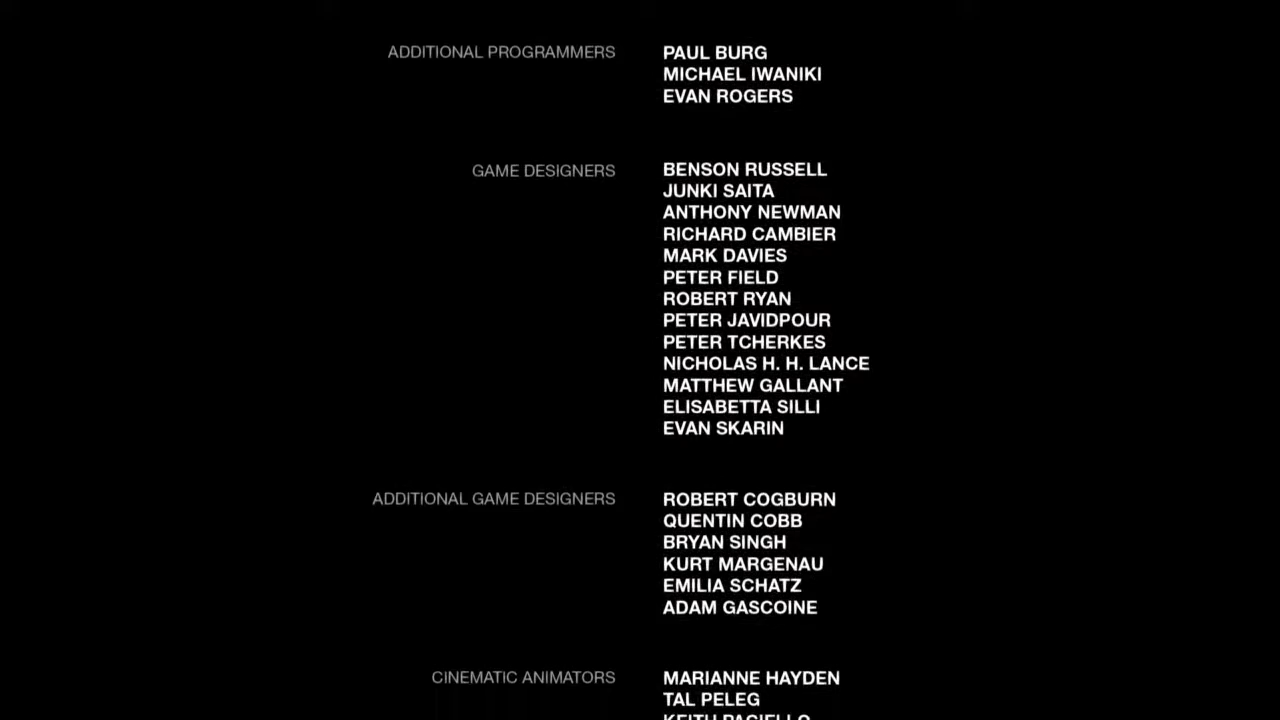 ADDITIONAL PROGRAMMERS PAUL BURG
MICHAEL IWANIKI
EVAN ROGERS
GAME DESIGNERS BENSON RUSSELL
JUNKI SAITA
ANTHONY NEWMAN
RICHARD CAMBIER
MARK DAVIES
PETER FIELD
ROBERT RYAN
PETER JAVIDPOUR
PETER TCHERKES
NICHOLAS H. H. LANCE
MATTHEW GALLANT
ELISABETTA SILLI
EVAN SKARIN
ADDITIONAL GAME DESIGNERS ROBERT COGBURN
QUENTIN COBB
BRYAN SINGH
KURT MARGENAU
EMILIA SCHATZ
ADAM GASCOINE
CINEMATIC ANIMATORS MARIANNE HAYDEN
TAL PELEG
KEITH PACIELLO